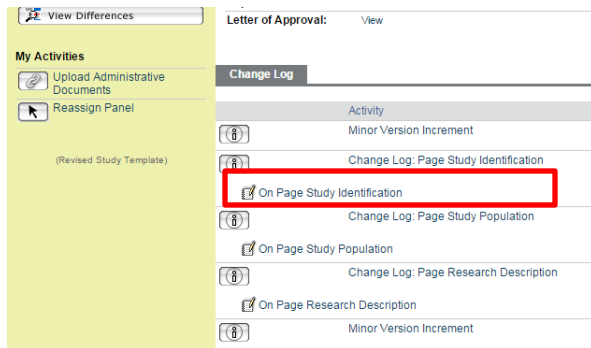 View Differences
Letter of Approval: View
My Activities
Upload Administrative
Documents
Reassign Panel
(Revised Study Template)
Change Log
Activity
Minor Version Increment
Change Log: Page Study Identification
On Page Study Identification
Change Log: Page Study Population
On Page Study Population
Change Log: Page Research Description
On Page Research Description
Minor Version Increment